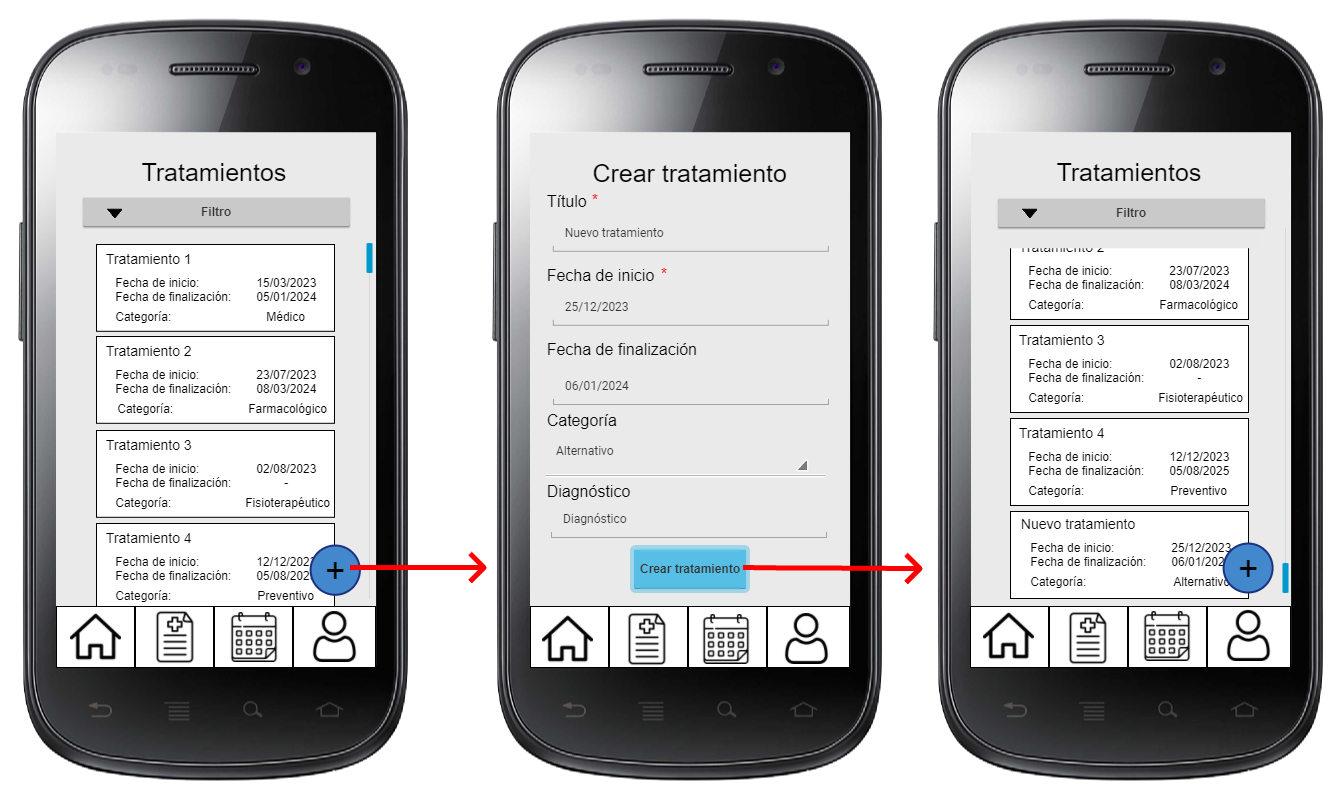 Tratamientos
Filtro
Tratamiento 1
Fecha de inicio: 15/03/2023
Fecha de finalización: 05/01/2024
Categoría: Médico
Tratamiento 2
Fecha de inicio: 23/07/2023
Fecha de finalización: 08/03/2024
Categoría: Farmacológico
Tratamiento 3
Fecha de inicio: 02/08/2023
Fecha de finalización: -
Categoría: Fisioterapéutico
Tratamiento 4
Fecha de inicio: 12/12/202
Fecha de finalización: 05/08/202
Categoría: Preventivo
+
Crear tratamiento
Título *
Nuevo tratamiento
Fecha de inicio *
25/12/2023
Fecha de finalización
06/01/2024
Categoría
Alternativo
Diagnóstico
Diagnóstico
Crear tratamiento
Tratamientos
Filtro
Tratamiento 2
Fecha de inicio: 23/07/2023
Fecha de finalización: 08/03/2024
Categoría: Farmacológico
Tratamiento 3
Fecha de inicio: 02/08/2023
Fecha de finalización: -
Categoría: Fisioterapéutico
Tratamiento 4
Fecha de inicio: 12/12/2023
Fecha de finalización: 05/08/2025
Categoría: Preventivo
Nuevo tratamiento
Fecha de inicio: 25/12/2023
Fecha de finalización: 06/01/202
Categoría: Alternativo
+